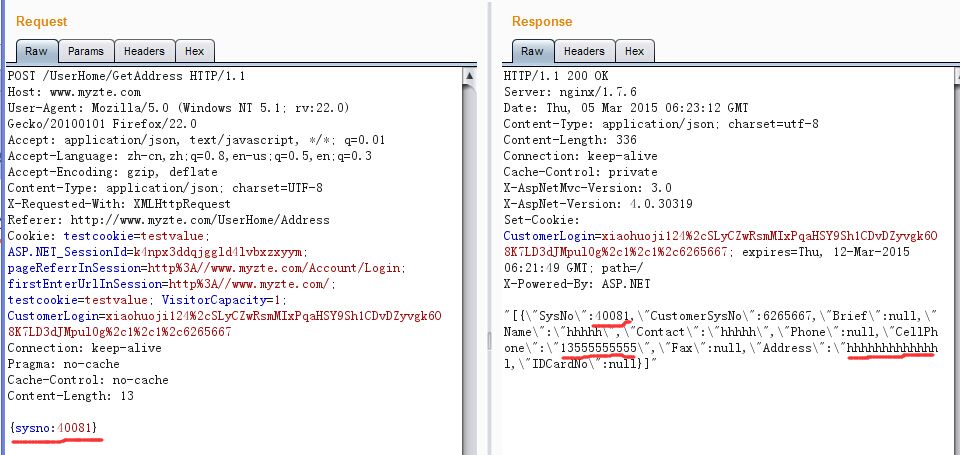 Request
Raw
Params
Headers
Hex
POST /UserHome/GetAddress HTTP/1.1
Host: www.myzte.com
User-Agent: Mozilla/5.0 (Windows NT 5.1; rv:22.0)
Gecko/20100101 Firefox/22.0
Accept: application/json, text/javascript, */*; q=0.01
Accept-Language: zh-cn,zh;q=0.8,en-us;q=0.5,en;q=0.3
Accept-Encoding: gzip, deflate
Content-Type: application/json; charset=UTF-8
X-Requested-With: XMLHttpRequest
Referer: http://www.myzte.com/UserHome/Address
Cookie: testcookie=testvalue;
ASP.NET_SessionId=k4npx3ddqjggld4lvbxzxyym;
pageReferrInSession=http%3A//www.myzte.com/Account/Login;
firstEnterUrlInSession=http%3A//www.myzte.com/;
testcookie=testvalue; VisitorCapacity=1;
CustomerLogin=xiaohuoji124%2cSLyCZwRsmMIxPqaHSY9Sh1CDvDZyvgk6O
8K7LD3dJMpul0g%2c1%2c1%2c6265667
Connection: keep-alive
Pragma: no-cache
Cache-Control: no-cache
Content-Length: 13
{sysno:40081}
Response
Raw
Headers
Hex
HTTP/1.1 200 OK
Server: nginx/1.7.6
Date: Thu, 05 Mar 2015 06:23:12 GMT
Content-Type: application/json; charset=utf-8
Content-Length: 336
Connection: keep-alive
Cache-Control: private
X-AspNetMvc-Version: 3.0
X-AspNet-Version: 4.0.30319
Set-Cookie:
CustomerLogin=xiaohuoji124%2cSLyCZwRsmMIxPqaHSY9Sh1CDvDZyvgk6O
8K7LD3dJMpul0g%2c1%2c1%2c6265667; expires=Thu, 12-Mar-2015
06:21:49 GMT; path=/
X-Powered-By: ASP.NET
"[{\"SysNo\":40081,\"CustomerSysNo\":6265667,\"Brief\":null,\"
Name\":\"hhhhh\",\"Contact\":\"hhhhh\",\"Phone\":null,\"CellPh
one\":\"13555555555\",\"Fax\":null,\"Address\":\"hhhhhhhhhhhhh
l,\"IDCardNo\":null}]"